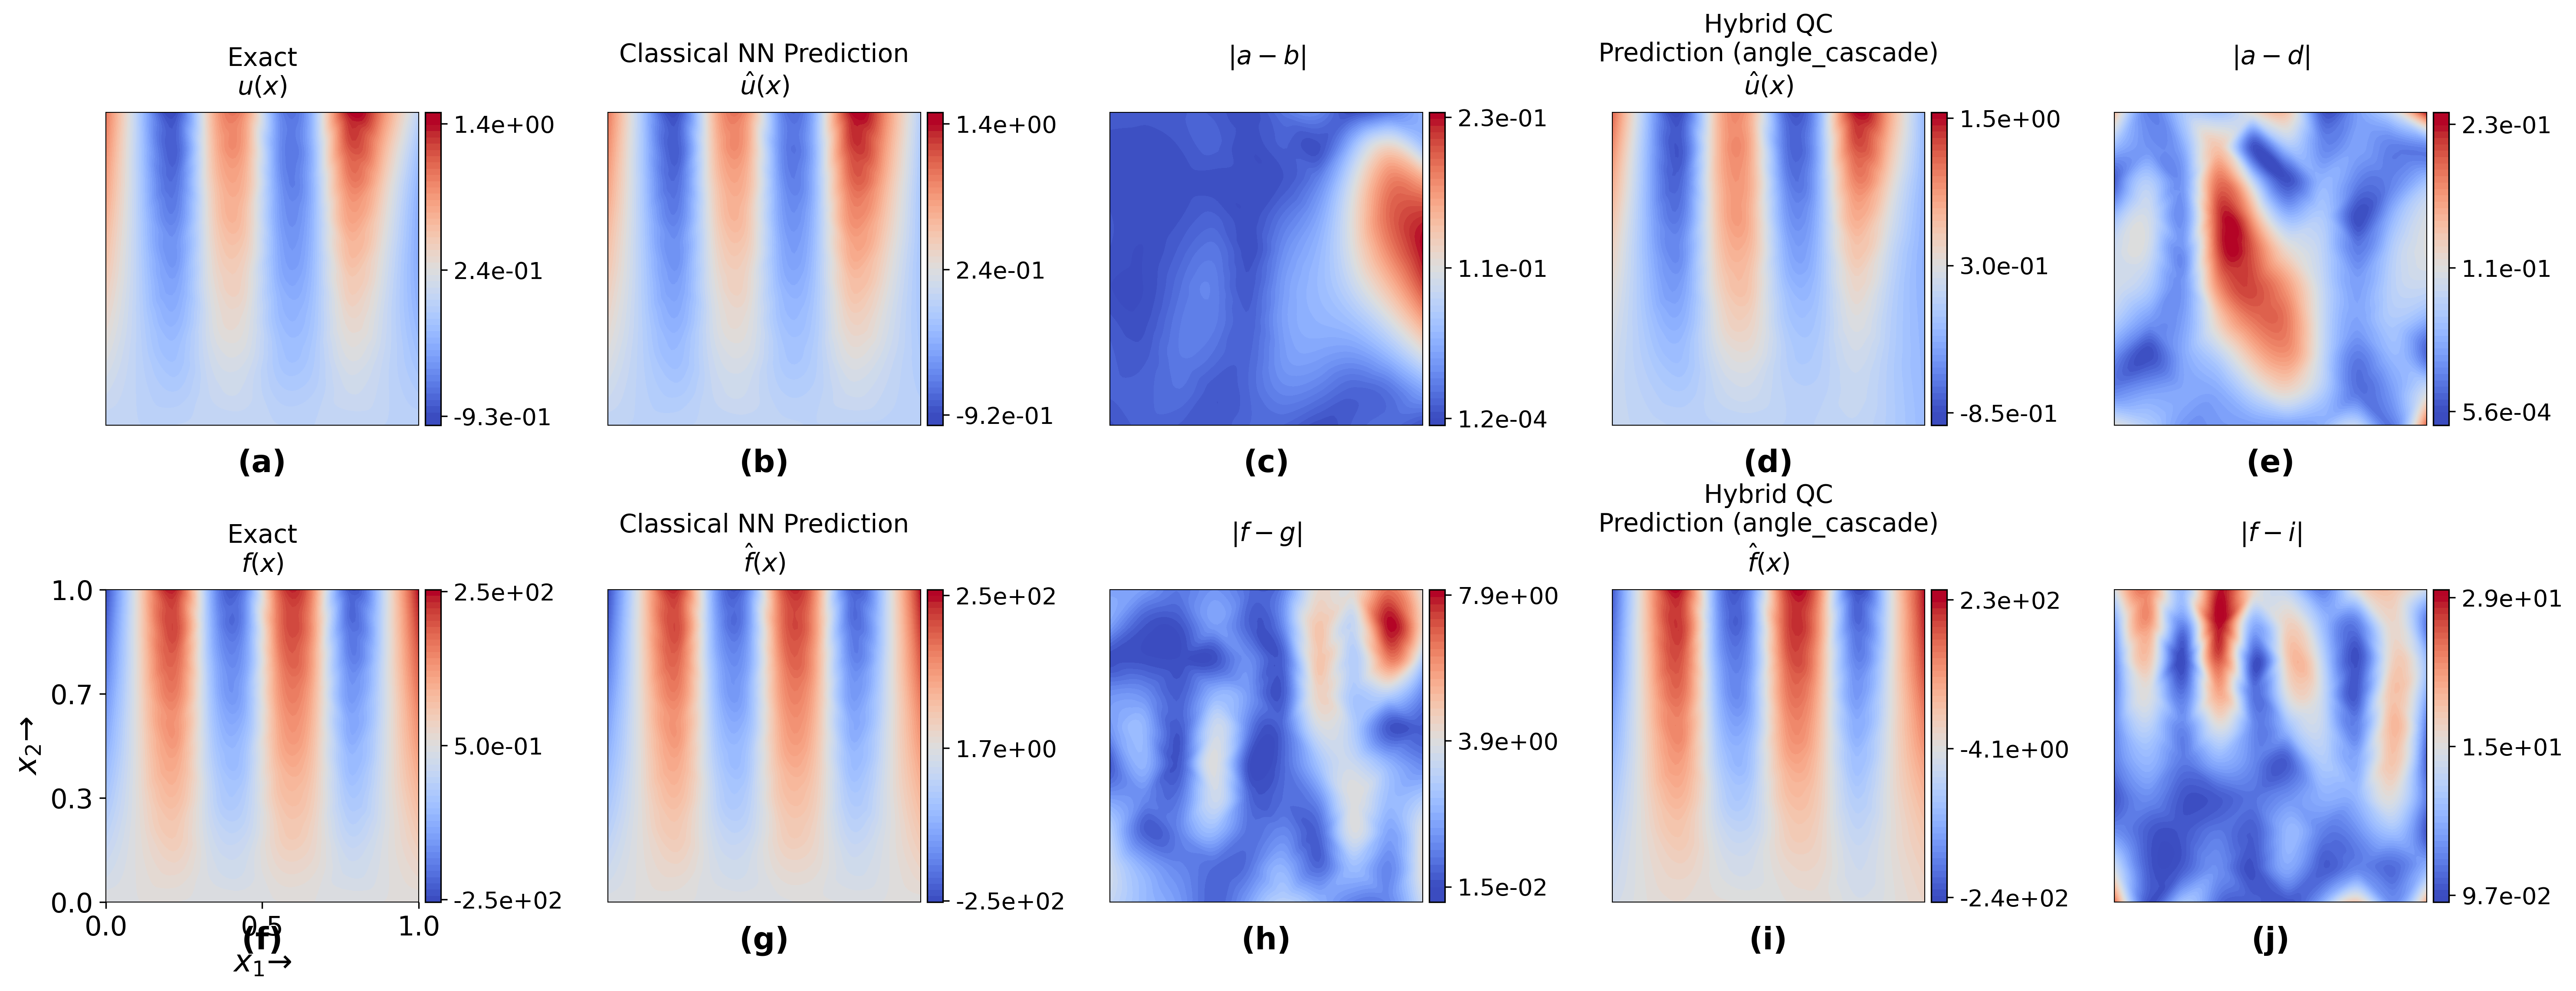 Exact
u(x)
1.4e+00
2.4e-01
-9.3e-01
(a)
Classical NN Prediction
û(x)
1.4e+00
2.4e-01
-9.2e-01
(b)
|a − b|
2.3e-01
1.1e-01
1.2e-04
(c)
Hybrid QC
Prediction (angle_cascade)
û(x)
1.5e+00
3.0e-01
-8.5e-01
(d)
|a − d|
2.3e-01
1.1e-01
5.6e-04
(e)
Exact
f(x)
1.0
0.7
0.3
0.0
x₂→
0.0 0.5 1.0
x₁→
2.5e+02
5.0e-01
-2.5e+02
(f)
Classical NN Prediction
f̂(x)
2.5e+02
1.7e+00
-2.5e+02
(g)
|f − g|
7.9e+00
3.9e+00
1.5e-02
(h)
Hybrid QC
Prediction (angle_cascade)
f̂(x)
2.3e+02
-4.1e+00
-2.4e+02
(i)
|f − i|
2.9e+01
1.5e+01
9.7e-02
(j)